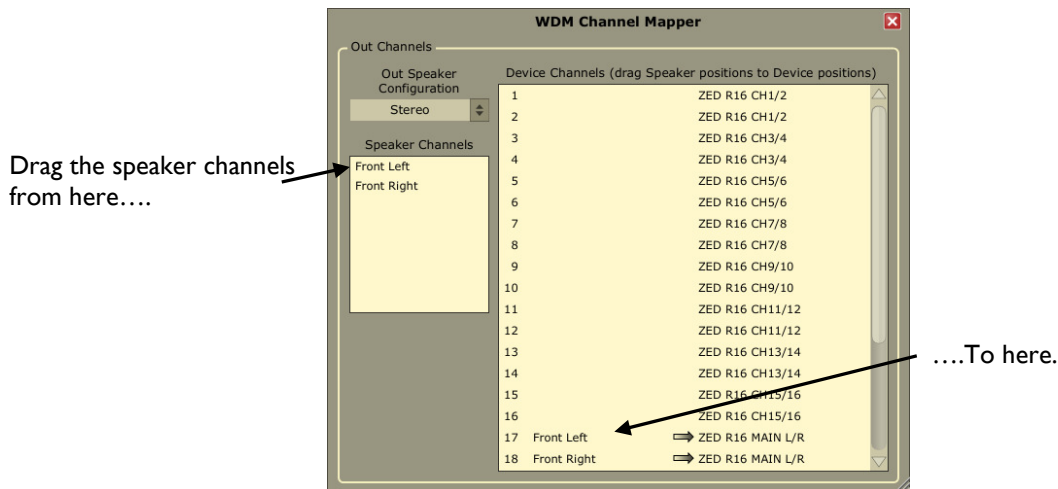 WDM Channel Mapper
Out Channels
Out Speaker
Configuration
Stereo
Speaker Channels
Front Left
Front Right
Device Channels (drag Speaker positions to Device positions)
1 ZED R16 CH1/2
2 ZED R16 CH1/2
3 ZED R16 CH3/4
4 ZED R16 CH3/4
5 ZED R16 CH5/6
6 ZED R16 CH5/6
7 ZED R16 CH7/8
8 ZED R16 CH7/8
9 ZED R16 CH9/10
10 ZED R16 CH9/10
11 ZED R16 CH11/12
12 ZED R16 CH11/12
13 ZED R16 CH13/14
14 ZED R16 CH13/14
15 ZED R16 CH15/16
16 ZED R16 CH15/16
17 Front Left ZED R16 MAIN L/R
18 Front Right ZED R16 MAIN L/R
Drag the speaker channels
from here….
….To here.